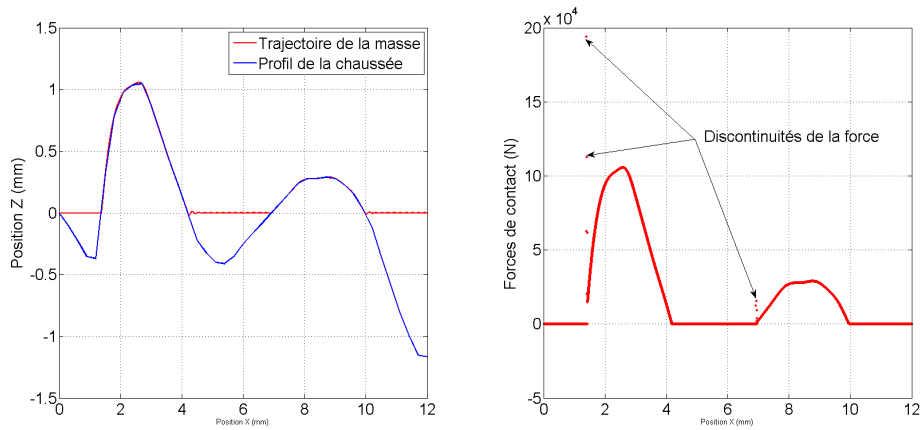 Trajectoire de la masse
Profil de la chaussée
Position Z (mm)
1.5
1
0.5
0
-0.5
-1
-1.5
0 2 4 6 8 10 12
Position X (mm)
20 x 10^4
15
10
5
0
-5
Forces de contact (N)
Discontinuités de la force
0 2 4 6 8 10 12
Position X (mm)